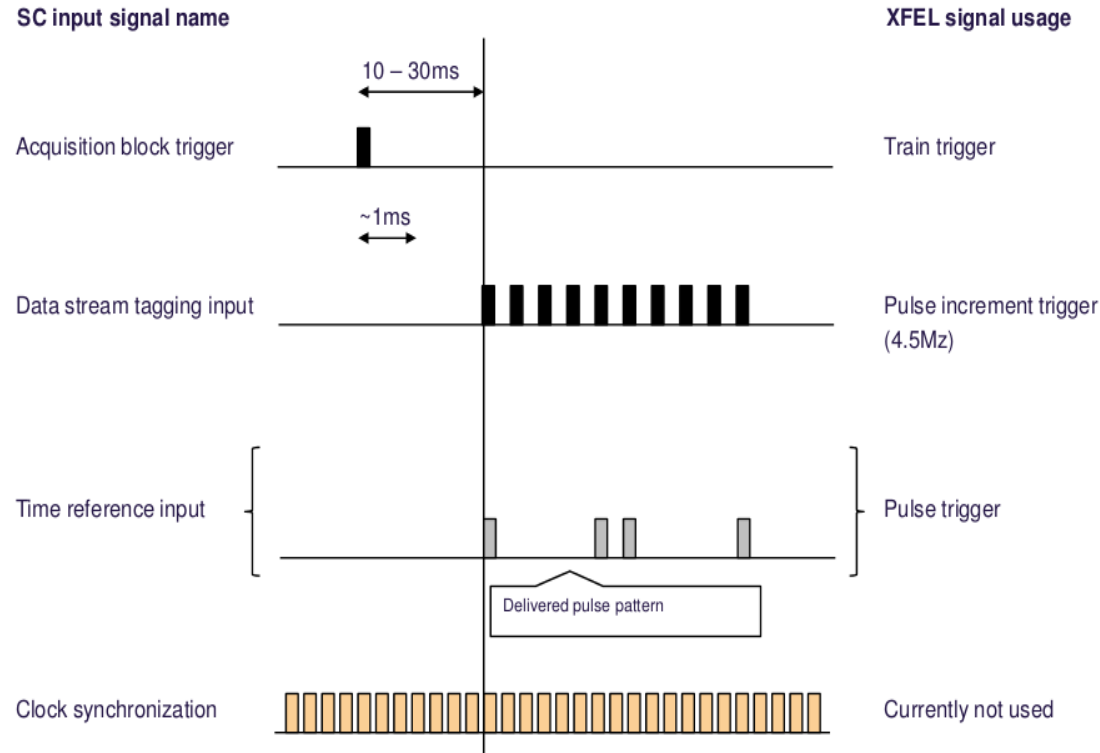 SC input signal name
XFEL signal usage
10 – 30ms
Acquisition block trigger
Train trigger
~1ms
Data stream tagging input
Pulse increment trigger
(4.5Mz)
Time reference input
Pulse trigger
Delivered pulse pattern
Clock synchronization
Currently not used